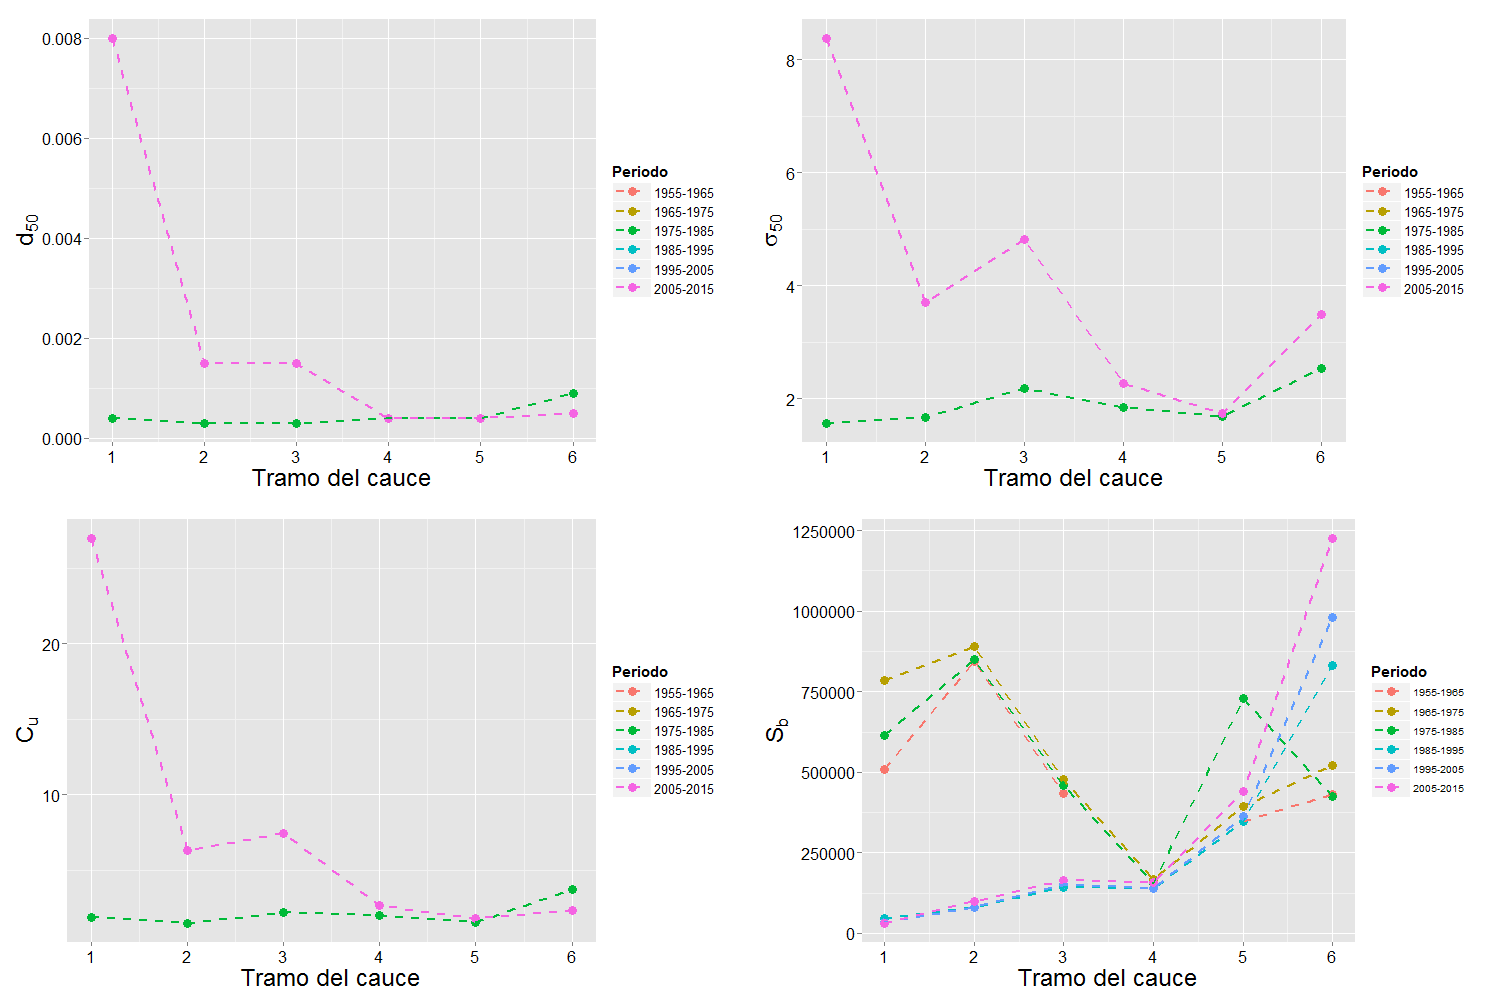 0.008
0.006
0.004
0.002
0.000
d50
1 2 3 4 5 6
Tramo del cauce
Periodo
1955-1965
1965-1975
1975-1985
1985-1995
1995-2005
2005-2015
8
6
4
2
σ50
1 2 3 4 5 6
Tramo del cauce
Periodo
1955-1965
1965-1975
1975-1985
1985-1995
1995-2005
2005-2015
20
10
Cu
1 2 3 4 5 6
Tramo del cauce
Periodo
1955-1965
1965-1975
1975-1985
1985-1995
1995-2005
2005-2015
1250000
1000000
750000
500000
250000
0
Sb
1 2 3 4 5 6
Tramo del cauce
Periodo
1955-1965
1965-1975
1975-1985
1985-1995
1995-2005
2005-2015